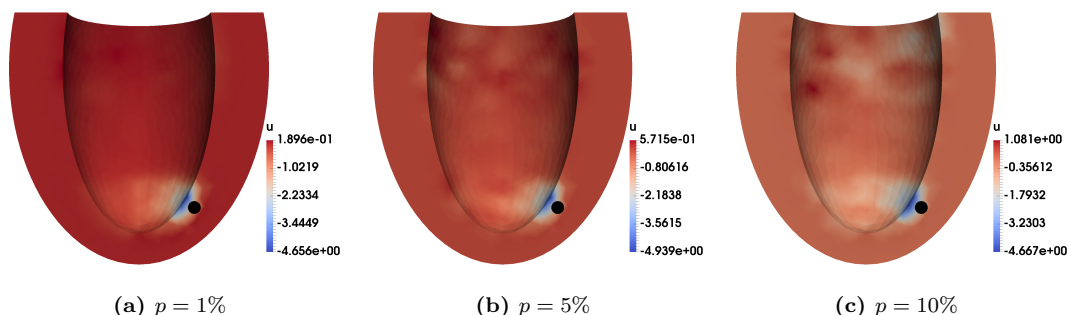 u
1.896e-01
-1.0219
-2.2334
-3.4449
-4.656e+00
u
5.715e-01
-0.80616
-2.1838
-3.5615
-4.939e+00
u
1.081e+00
-0.35612
-1.7932
-3.2303
-4.667e+00
(a) p = 1%
(b) p = 5%
(c) p = 10%